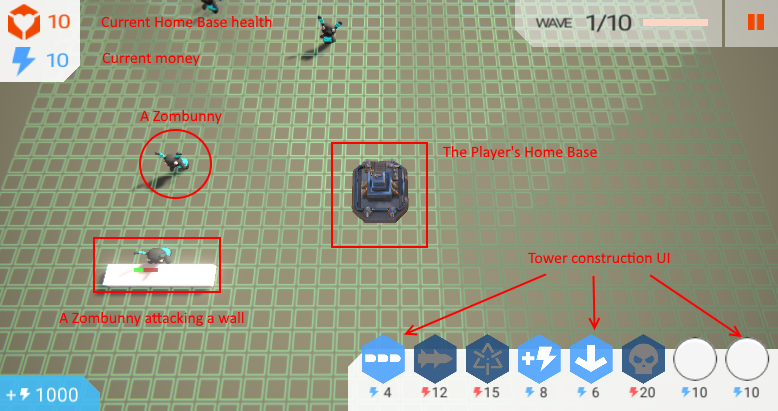 10
Current Home Base health
WAVE 1/10
10
Current money
A Zombunny
The Player's Home Base
Tower construction UI
A Zombunny attacking a wall
+1000
4
12
15
8
6
20
10
10